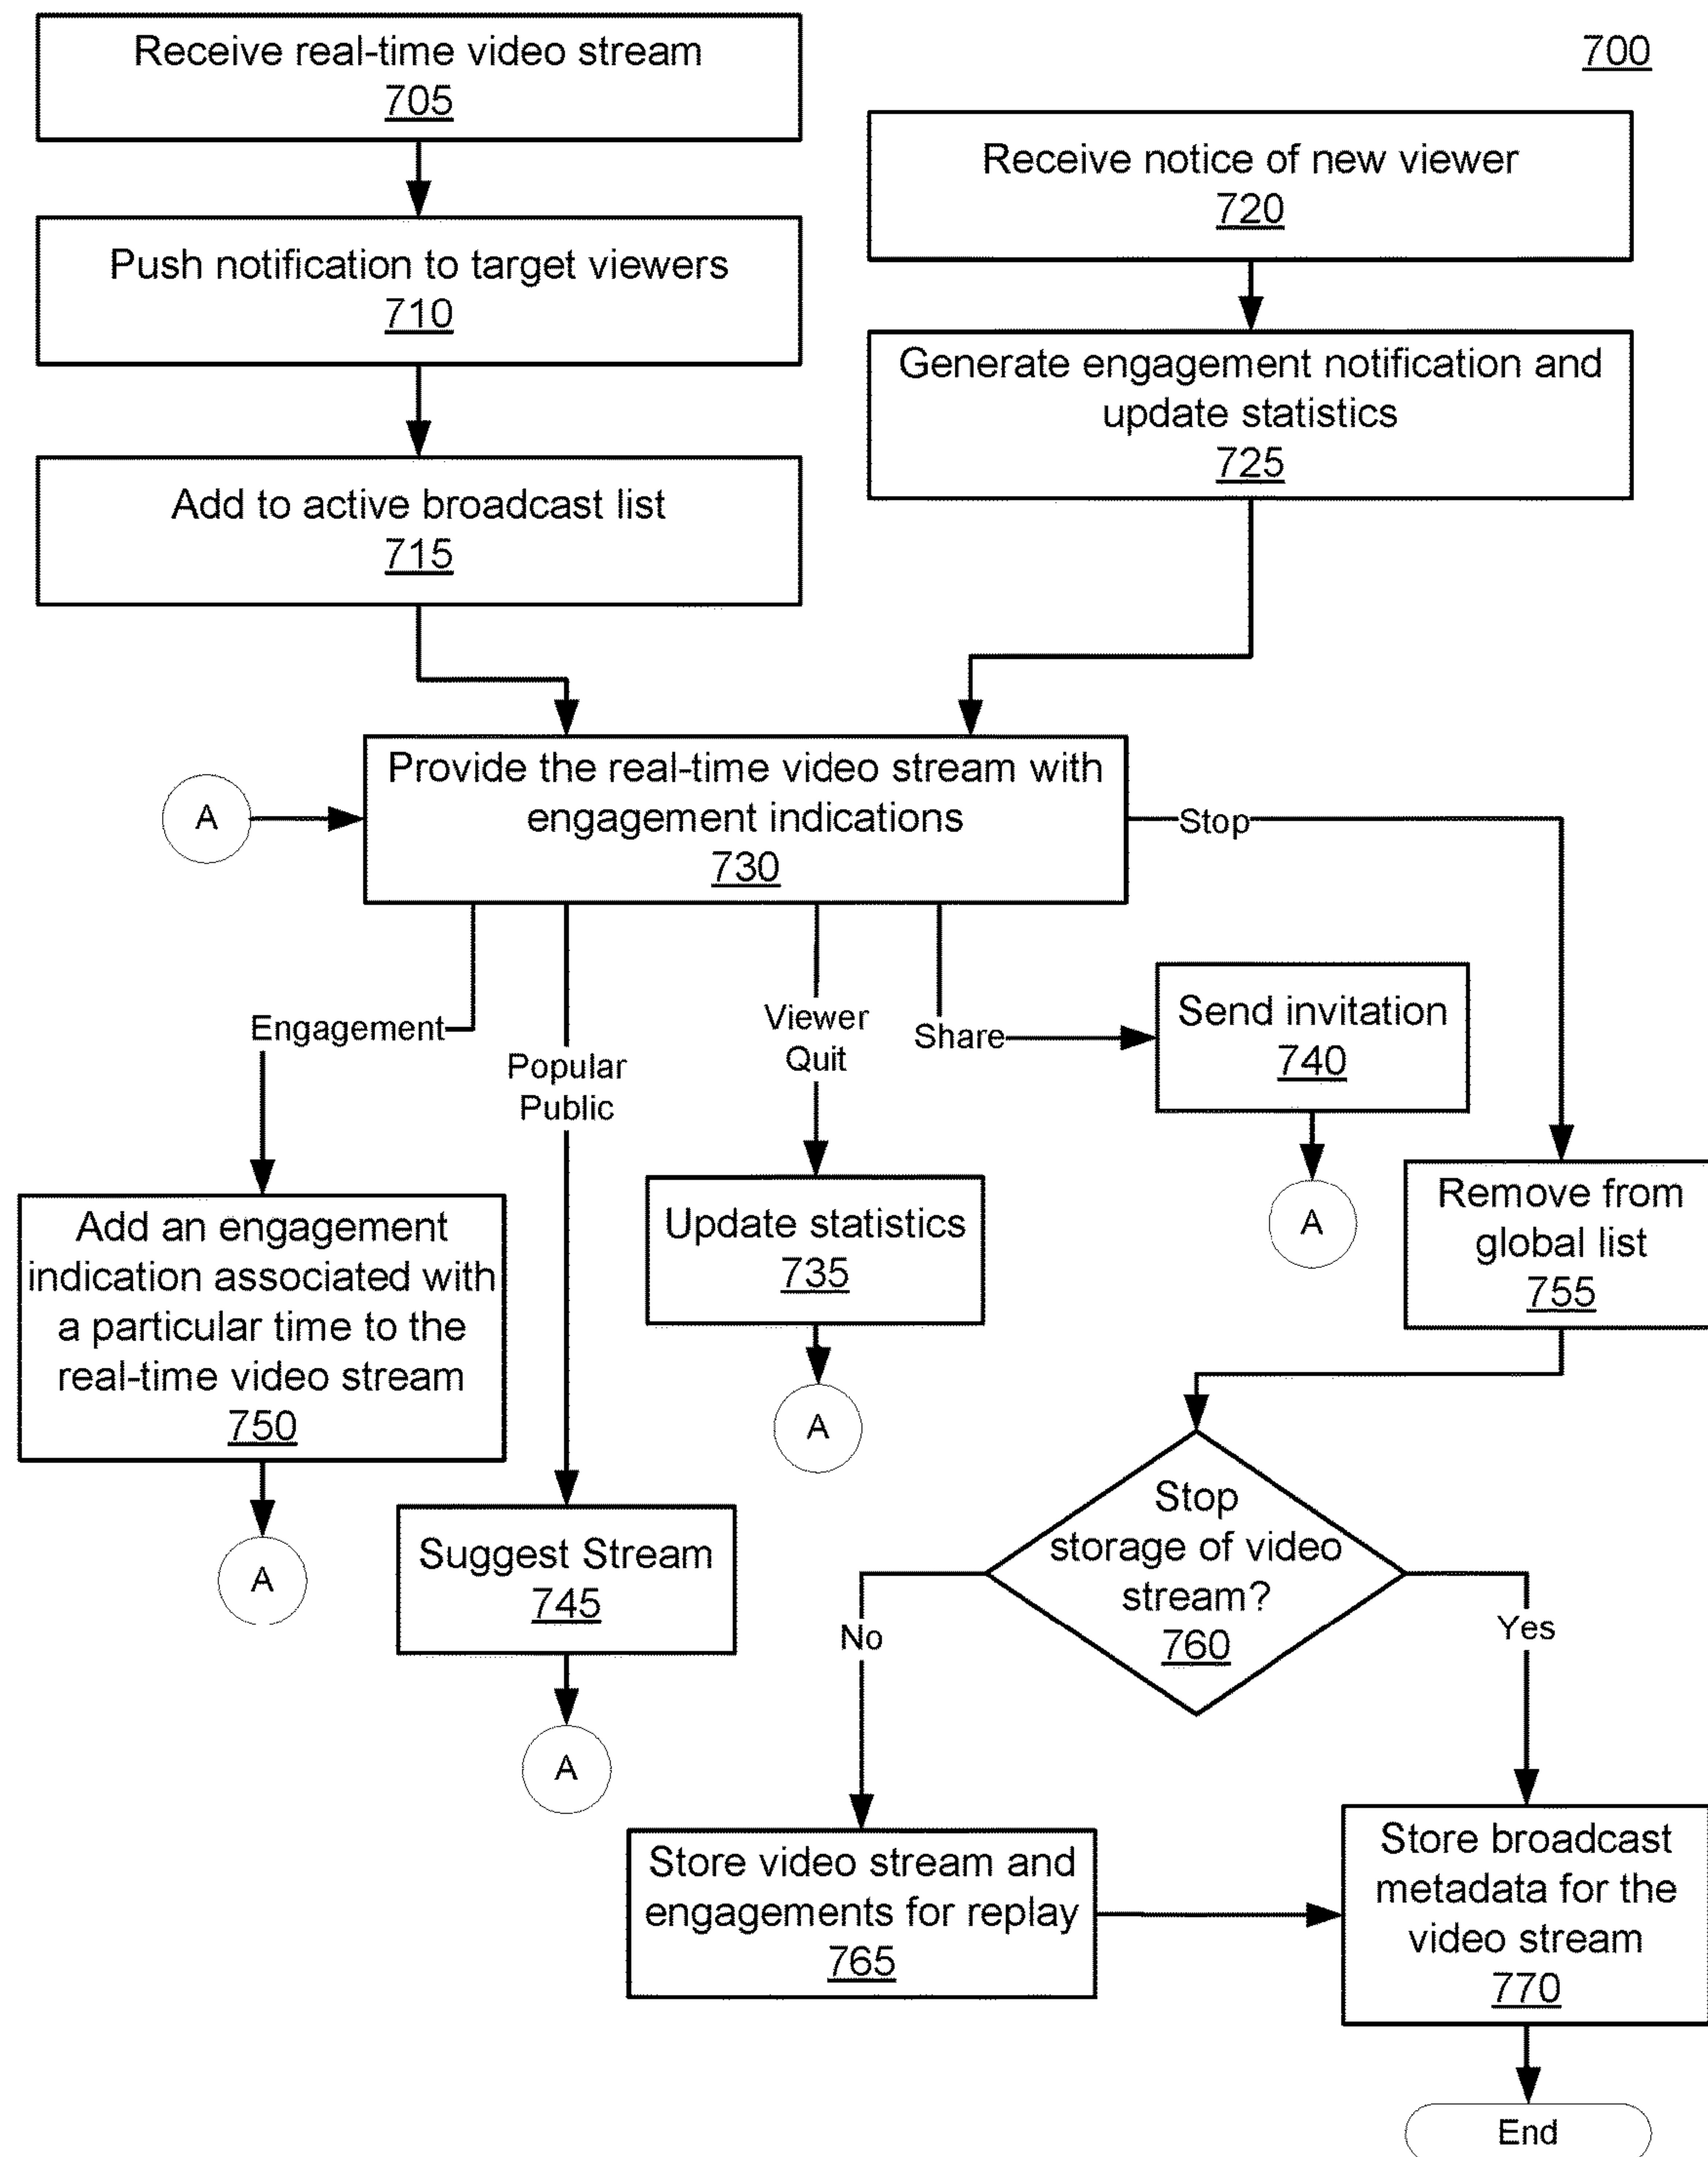 Receive real-time video stream
705
700
Receive notice of new viewer
720
Push notification to target viewers
710
Generate engagement notification and
update statistics
725
Add to active broadcast list
715
Provide the real-time video stream with
engagement indications
730
A
Stop
Engagement
Popular
Public
Viewer
Quit
Share
Send invitation
740
A
Remove from
global list
755
Update statistics
735
A
Add an engagement
indication associated with
a particular time to the
real-time video stream
750
A
Suggest Stream
745
A
Stop
storage of video
stream?
760
No
Yes
Store video stream and
engagements for replay
765
Store broadcast
metadata for the
video stream
770
End